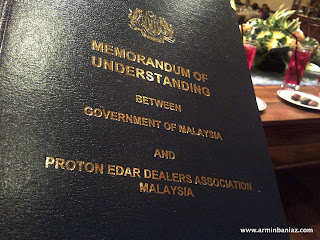 MEMORANDUM OF
UNDERSTANDING
BETWEEN
GOVERNMENT OF MALAYSIA
AND
PROTON EDAR DEALERS ASSOCIATION
MALAYSIA
www.arminbaniaz.com